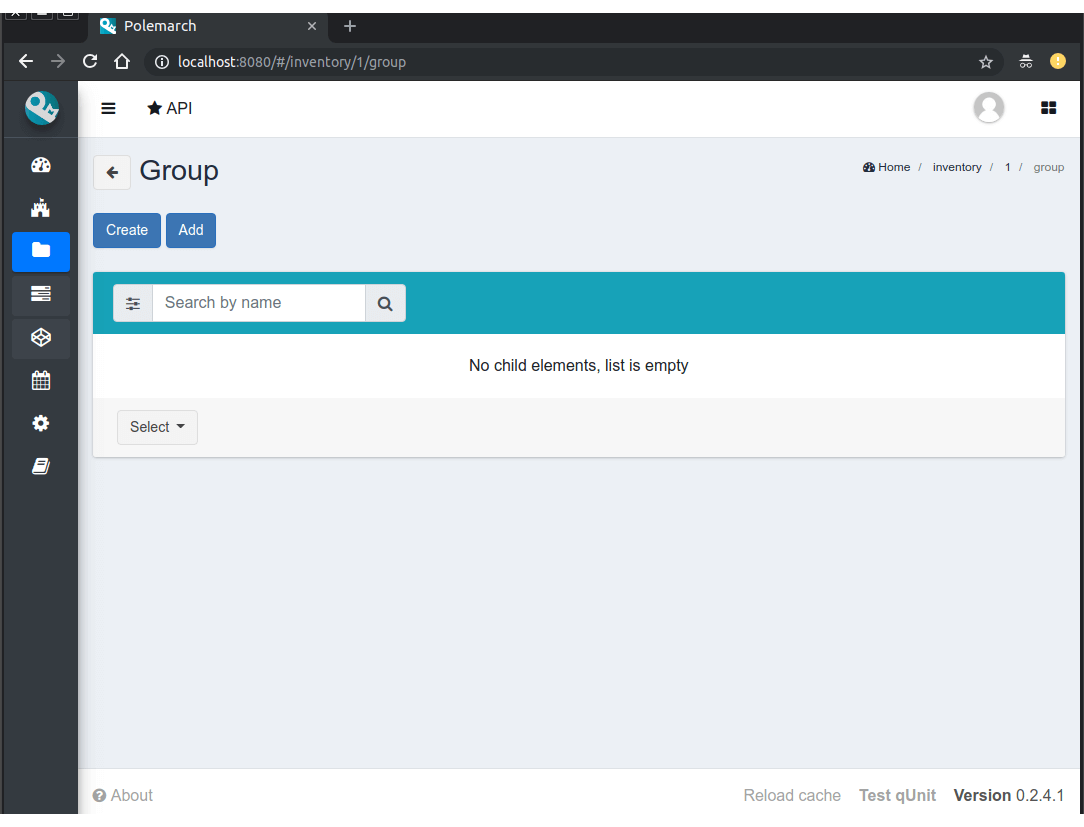 Polemarch
localhost:8080/#/inventory/1/group
API
Group
Home / inventory / 1 / group
Create Add
Search by name
No child elements, list is empty
Select
About
Reload cache Test qUnit Version 0.2.4.1